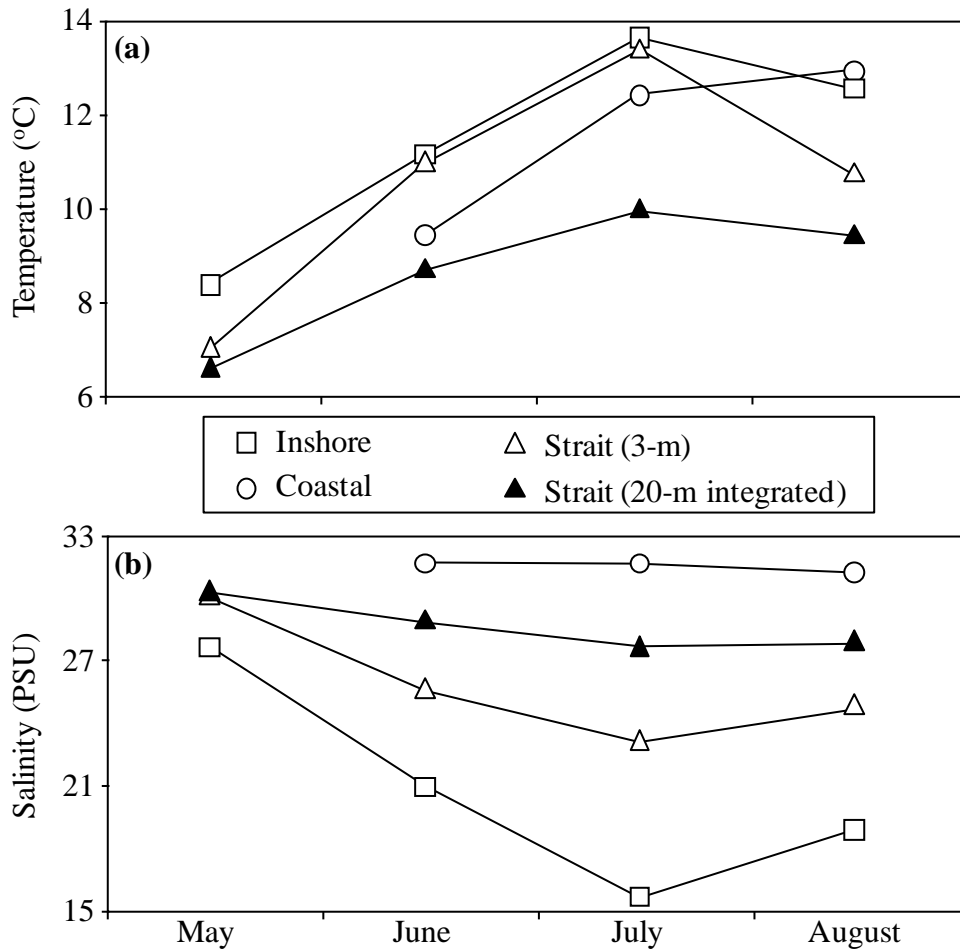 (a)
Temperature (°C)
14
12
10
8
6
Inshore
Strait (3-m)
Coastal
Strait (20-m integrated)
(b)
Salinity (PSU)
33
27
21
15
May
June
July
August